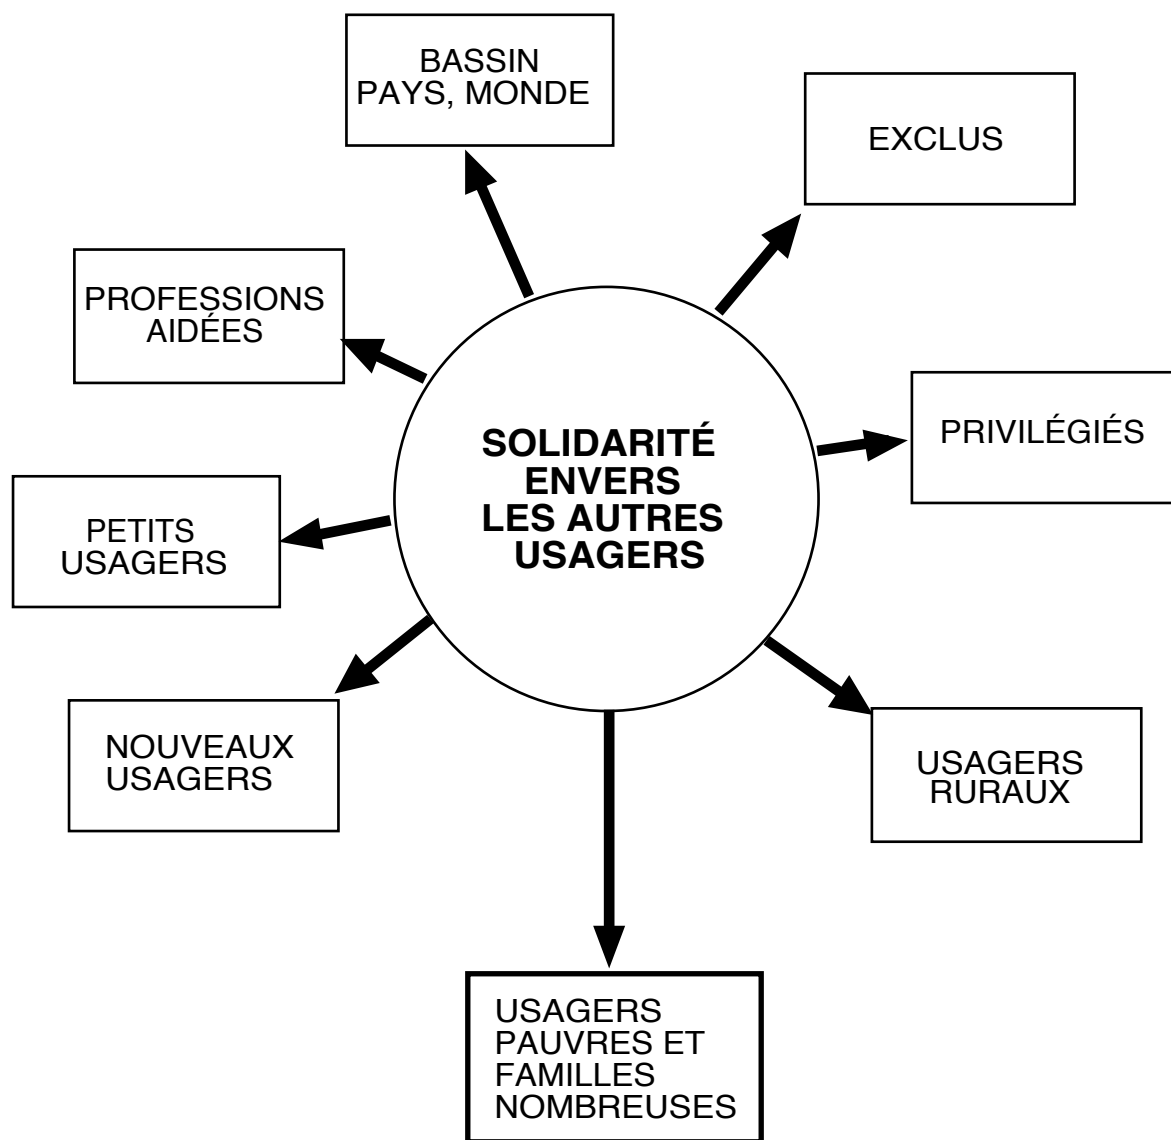 BASSIN
PAYS, MONDE
EXCLUS
PROFESSIONS
AIDÉES
PRIVILÉGIÉS
SOLIDARITÉ
ENVERS
LES AUTRES
USAGERS
PETITS
USAGERS
NOUVEAUX
USAGERS
USAGERS
RURAUX
USAGERS
PAUVRES ET
FAMILLES
NOMBREUSES